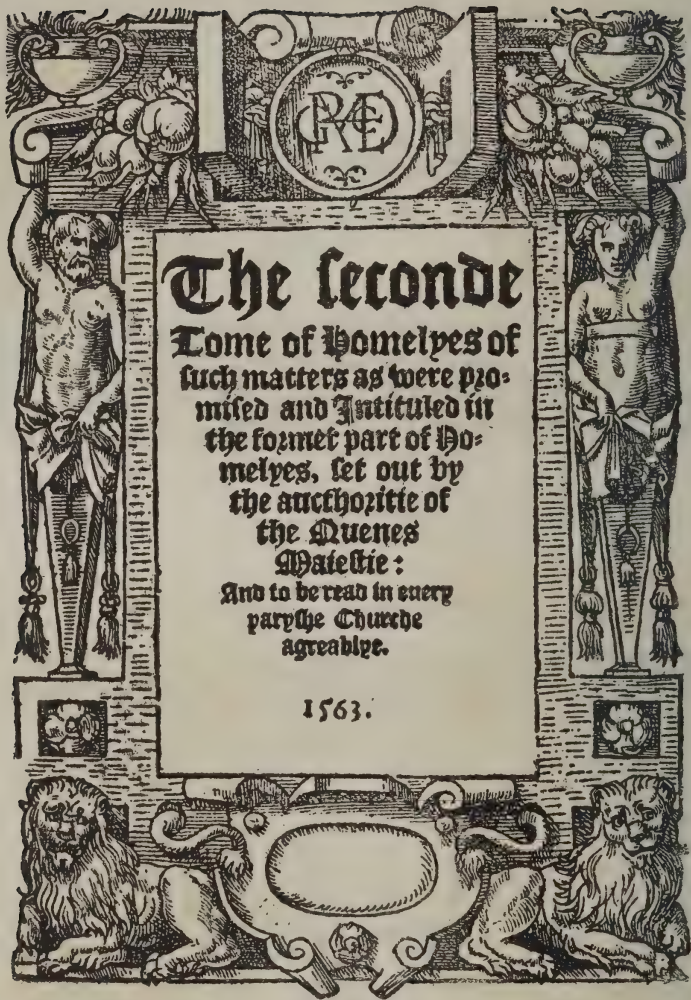 The ſeconde
Tome of Homelyes of
ſuch matters as were pro⸗
miſed and Intituled in
the former part of Ho⸗
melyes, ſet out by
the aucthoritie of
the Quenes
Maieſtie:
And to be read in euery
paryſhe Churche
agreablye.
1563.